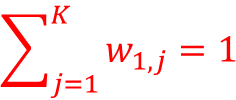 ∑_{j=1}^{K} w_{1,j} = 1